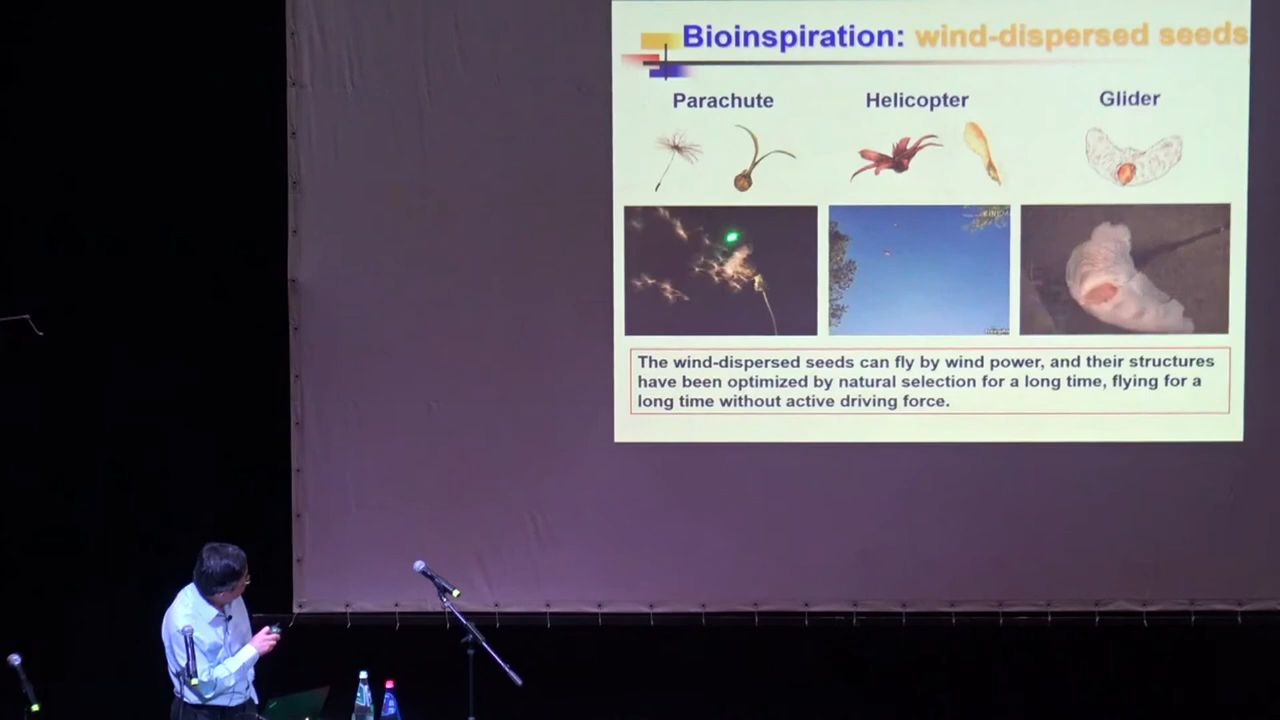 Bioinspiration: wind-dispersed seeds
Parachute
Helicopter
Glider
The wind-dispersed seeds can fly by wind power, and their structures
have been optimized by natural selection for a long time, flying for a
long time without active driving force.